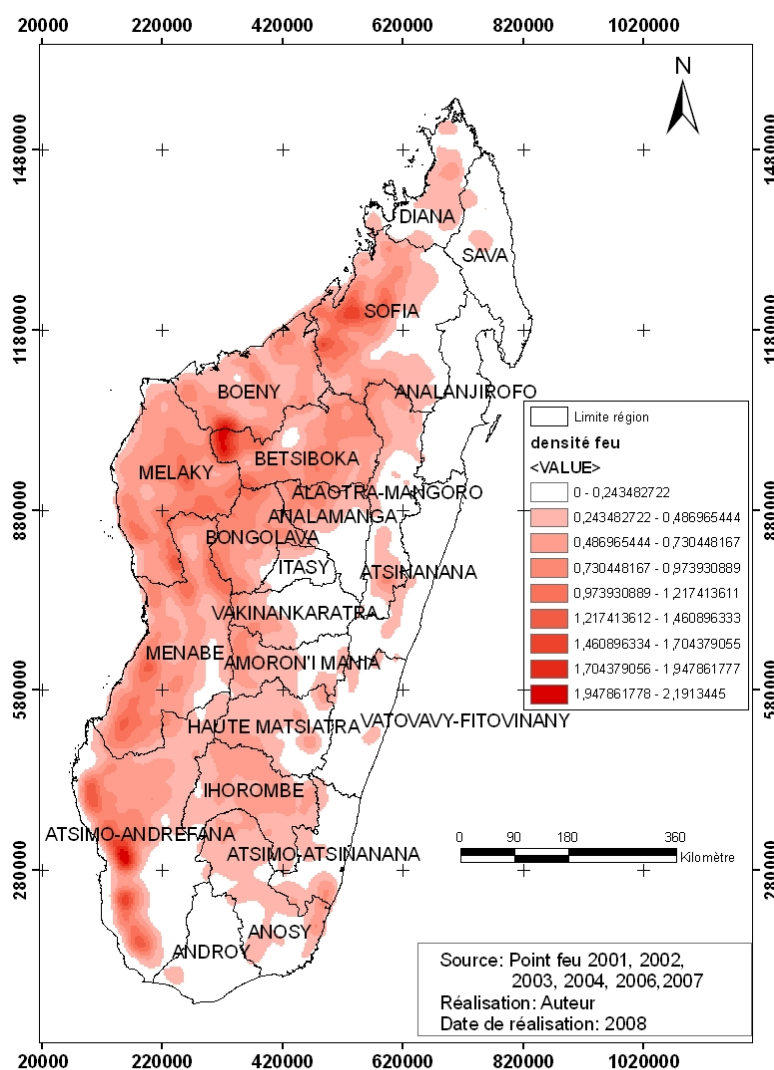 20000 220000 420000 620000 820000 1020000
N
1480000 1480000
DIANA
SAVA
SOFIA
1180000 1180000
BOENY
ANALANJIROFO
Limite région
densité feu
<VALUE>
BETSIBOKA
MELAKY
0 - 0,243482722
ALAOTRA-MANGORO
880000 880000
ANALAMANGA
0,243482722 - 0,486965444
BONGOLAVA
0,486965444 - 0,730448167
ITASY
ATSINANANA
0,730448167 - 0,973930889
0,973930889 - 1,217413611
VAKINANKARATRA
1,217413612 - 1,460896333
1,460896334 - 1,704379055
MENABE
AMORON'I MANIA
1,704379056 - 1,947861777
580000 580000
1,947861778 - 2,1913445
HAUTE MATSIATRA
VATOVAVY-FITOVINANY
IHOROMBE
ATSIMO-ANDREFANA
0 90 180 360
Kilomètre
ATSIMO-ATSINANANA
280000 280000
ANOSY
ANDROY
Source: Point feu 2001, 2002,
2003, 2004, 2006,2007
Réalisation: Auteur
Date de réalisation: 2008
20000 220000 420000 620000 820000 1020000